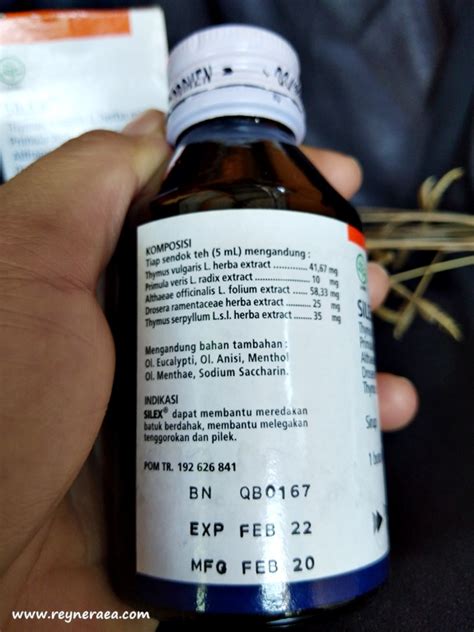 KOMPOSISI
Tiap sendok teh (5 mL) mengandung :
Thymus vulgaris L. herba extract ............ 41,67 mg
Primula veris L. radix extract ................ 10 mg
Althaeae officinalis L. folium extract ...... 58,33 mg
Drosera ramentaceae herba extract ...... 25 mg
Thymus serpyllum L.s.l. herba extract..... 35 mg
Mengandung bahan tambahan :
Ol. Eucalypti, Ol. Anisi, Menthol
Ol. Menthae, Sodium Saccharin.
INDIKASI
SILEX® dapat membantu meredakan
batuk berdahak, membantu melegakan
tenggorokan dan pilek.
POM TR. 192 626 841
BN QB0167
EXP FEB 22
MFG FEB 20
www.reyneraea.com